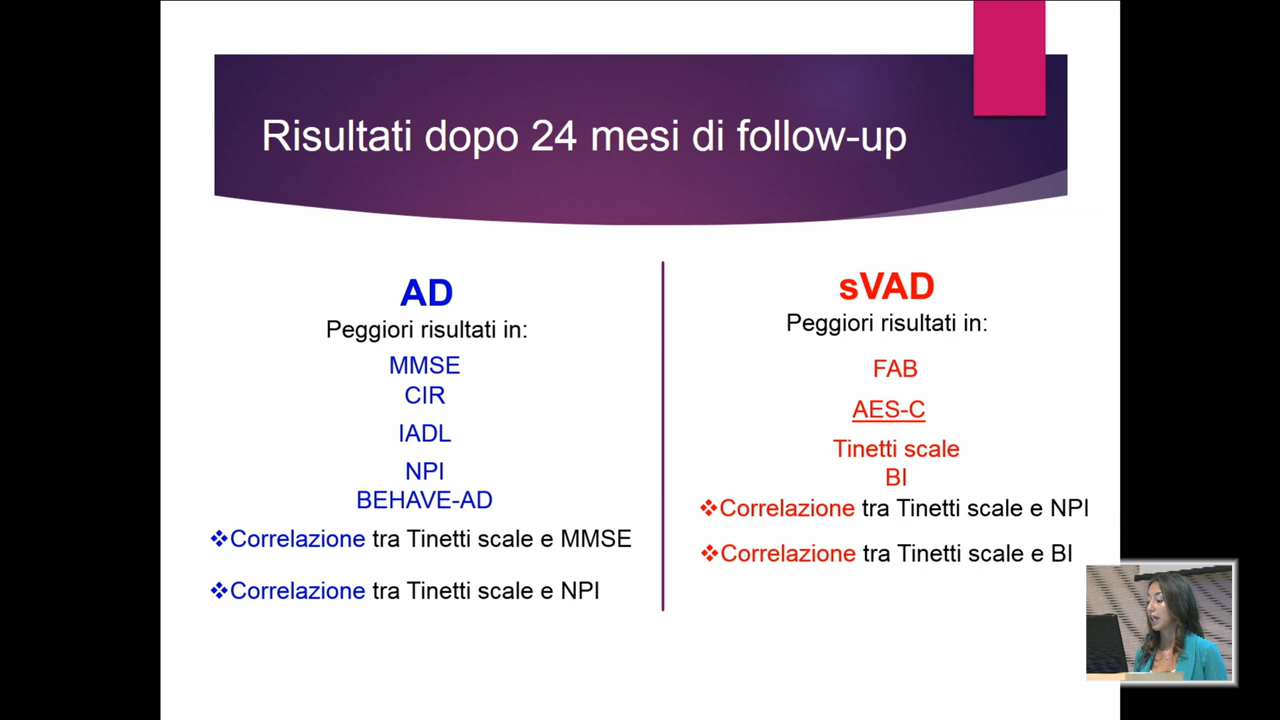 Risultati dopo 24 mesi di follow-up
AD
Peggiori risultati in:
MMSE
CIR
IADL
NPI
BEHAVE-AD
❖Correlazione tra Tinetti scale e MMSE
❖Correlazione tra Tinetti scale e NPI
sVAD
Peggiori risultati in:
FAB
AES-C
Tinetti scale
BI
❖Correlazione tra Tinetti scale e NPI
❖Correlazione tra Tinetti scale e BI